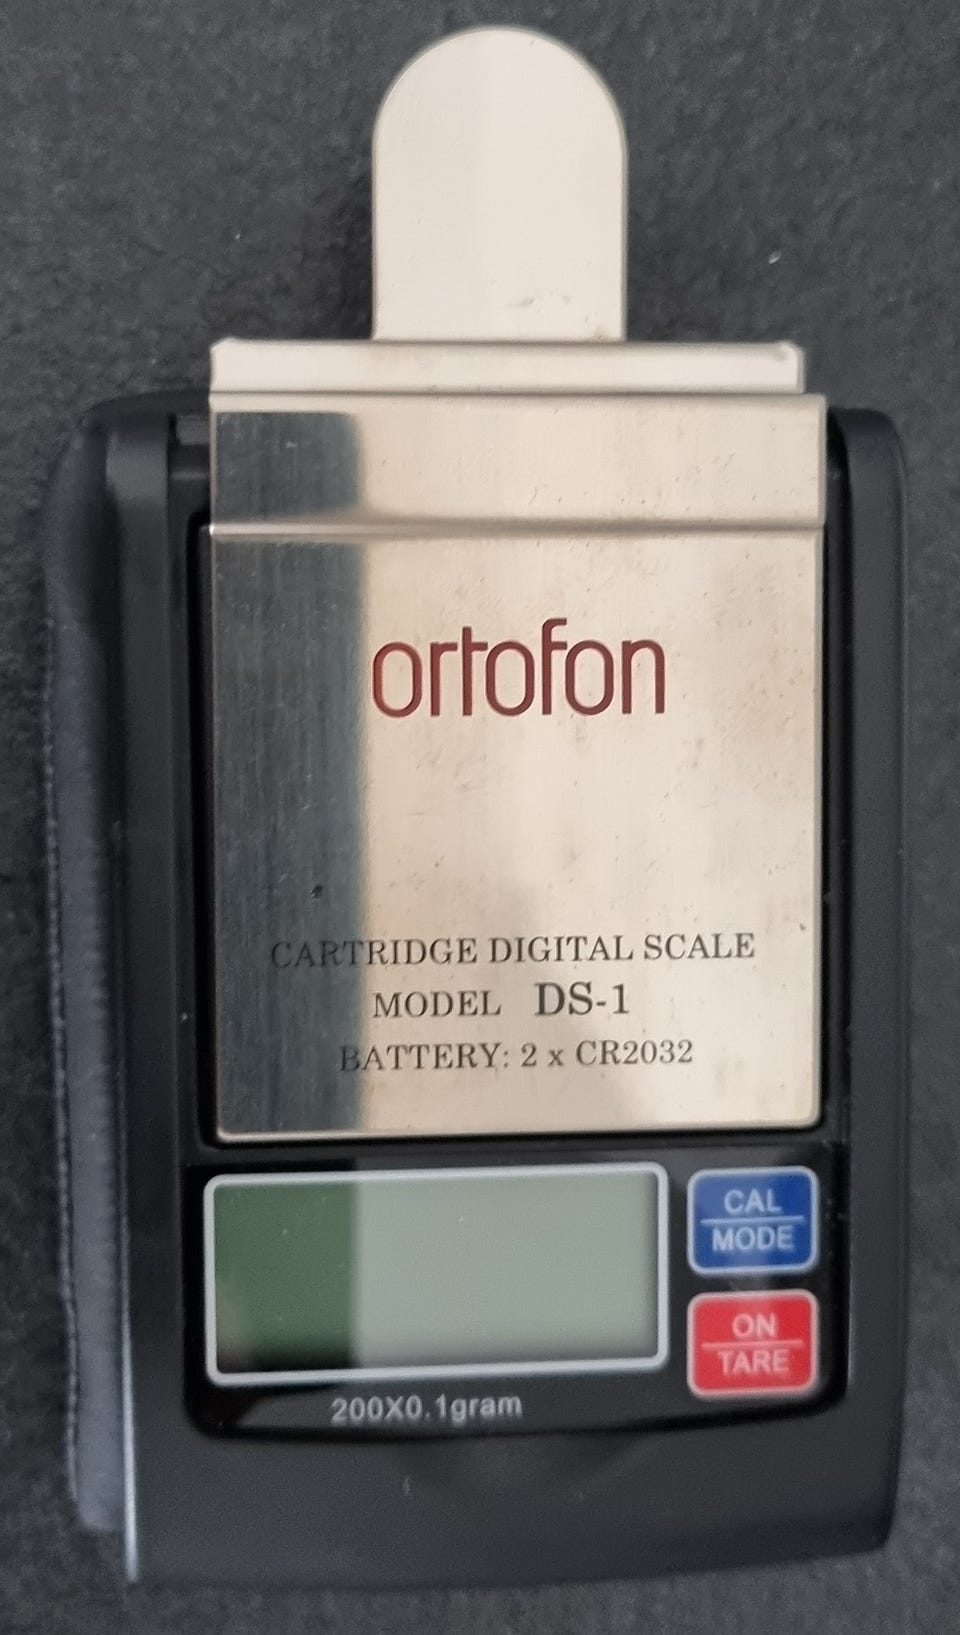 ortofon
CARTRIDGE DIGITAL SCALE
MODEL DS-1
BATTERY: 2 x CR2032
CAL
MODE
ON
TARE
200X0.1gram